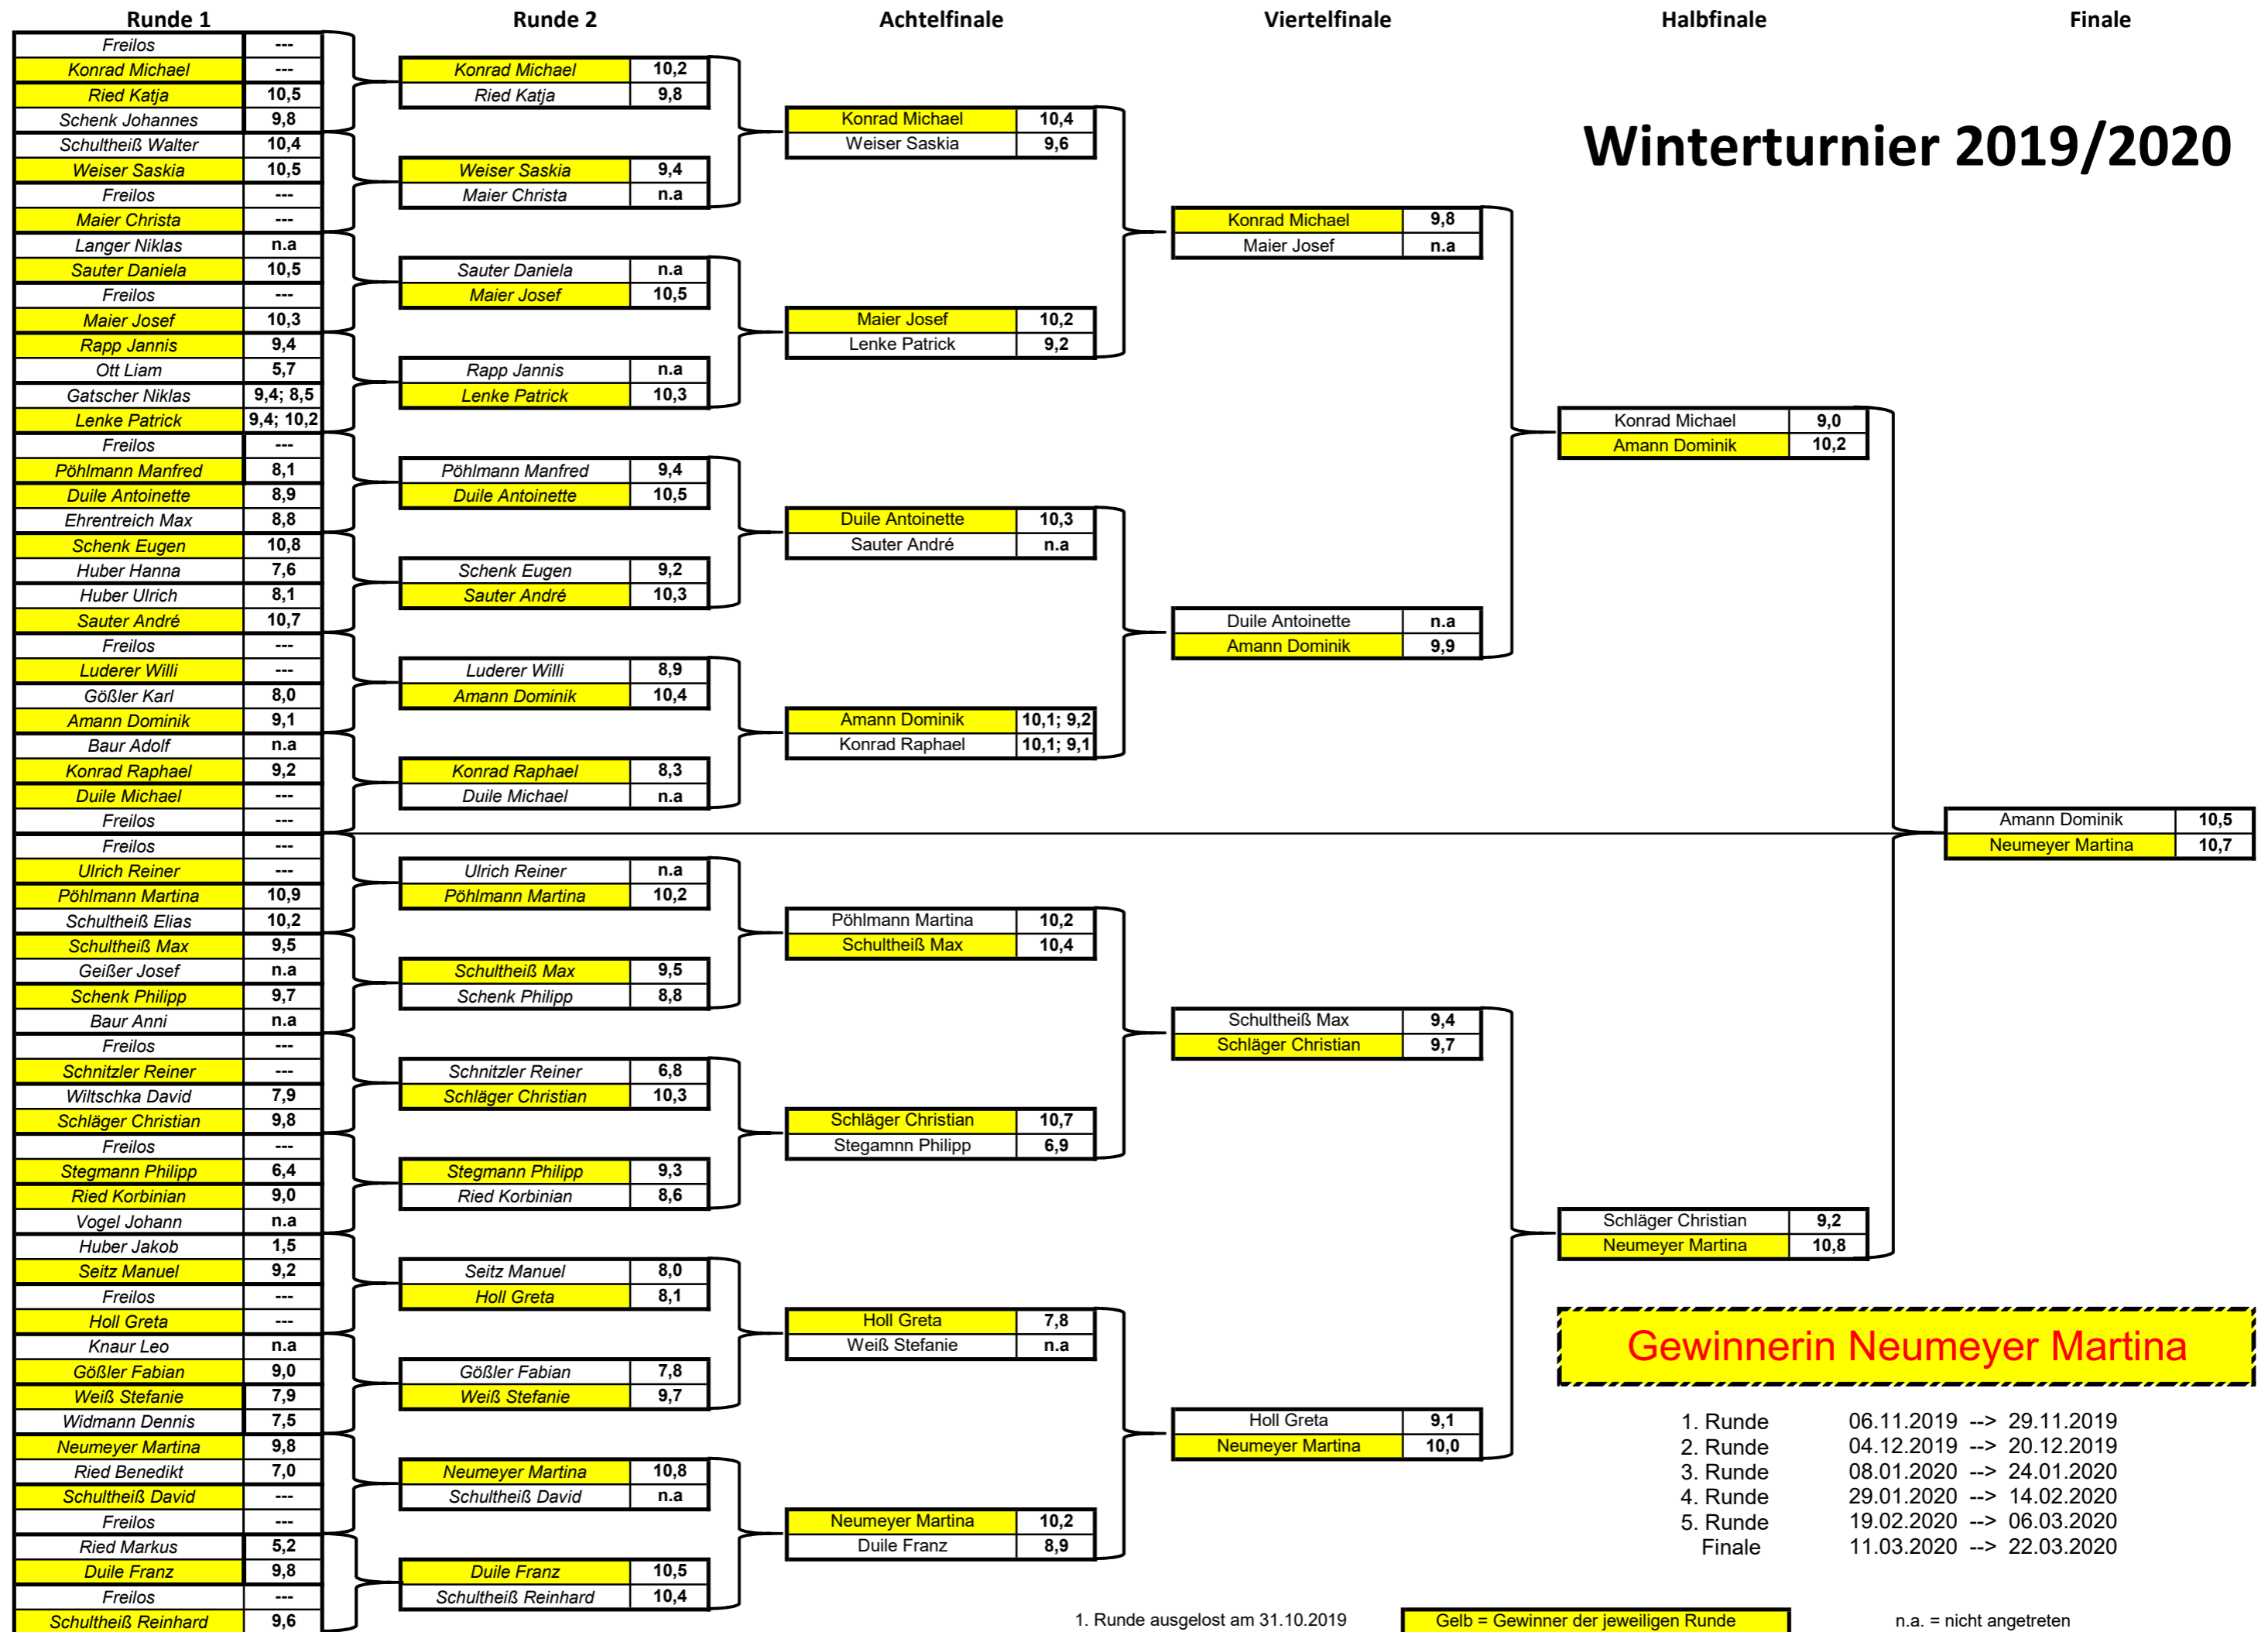 Runde 1 Runde 2 Achtelfinale Viertelfinale Halbfinale Finale
Winterturnier 2019/2020
Freilos ---
Konrad Michael ---
Ried Katja 10,5
Schenk Johannes 9,8
Schultheiß Walter 10,4
Weiser Saskia 10,5
Freilos ---
Maier Christa ---
Langer Niklas n.a
Sauter Daniela 10,5
Freilos ---
Maier Josef 10,3
Rapp Jannis 9,4
Ott Liam 5,7
Gatscher Niklas 9,4; 8,5
Lenke Patrick 9,4; 10,2
Freilos ---
Pöhlmann Manfred 8,1
Duile Antoinette 8,9
Ehrentreich Max 8,8
Schenk Eugen 10,8
Huber Hanna 7,6
Huber Ulrich 8,1
Sauter André 10,7
Freilos ---
Luderer Willi ---
Gößler Karl 8,0
Amann Dominik 9,1
Baur Adolf n.a
Konrad Raphael 9,2
Duile Michael ---
Freilos ---
Freilos ---
Ulrich Reiner ---
Pöhlmann Martina 10,9
Schultheiß Elias 10,2
Schultheiß Max 9,5
Geißer Josef n.a
Schenk Philipp 9,7
Baur Anni n.a
Freilos ---
Schnitzler Reiner ---
Wiltschka David 7,9
Schläger Christian 9,8
Freilos ---
Stegmann Philipp 6,4
Ried Korbinian 9,0
Vogel Johann n.a
Huber Jakob 1,5
Seitz Manuel 9,2
Freilos ---
Holl Greta ---
Knaur Leo n.a
Gößler Fabian 9,0
Weiß Stefanie 7,9
Widmann Dennis 7,5
Neumeyer Martina 9,8
Ried Benedikt 7,0
Schultheiß David ---
Freilos ---
Ried Markus 5,2
Duile Franz 9,8
Freilos ---
Schultheiß Reinhard 9,6
Konrad Michael 10,2
Ried Katja 9,8
Weiser Saskia 9,4
Maier Christa n.a
Sauter Daniela n.a
Maier Josef 10,5
Rapp Jannis n.a
Lenke Patrick 10,3
Pöhlmann Manfred 9,4
Duile Antoinette 10,5
Schenk Eugen 9,2
Sauter André 10,3
Luderer Willi 8,9
Amann Dominik 10,4
Konrad Raphael 8,3
Duile Michael n.a
Ulrich Reiner n.a
Pöhlmann Martina 10,2
Schultheiß Max 9,5
Schenk Philipp 8,8
Schnitzler Reiner 6,8
Schläger Christian 10,3
Stegmann Philipp 9,3
Ried Korbinian 8,6
Seitz Manuel 8,0
Holl Greta 8,1
Gößler Fabian 7,8
Weiß Stefanie 9,7
Neumeyer Martina 10,8
Schultheiß David n.a
Duile Franz 10,5
Schultheiß Reinhard 10,4
Konrad Michael 10,4
Weiser Saskia 9,6
Maier Josef 10,2
Lenke Patrick 9,2
Duile Antoinette 10,3
Sauter André n.a
Amann Dominik 10,1; 9,2
Konrad Raphael 10,1; 9,1
Pöhlmann Martina 10,2
Schultheiß Max 10,4
Schläger Christian 10,7
Stegamnn Philipp 6,9
Holl Greta 7,8
Weiß Stefanie n.a
Neumeyer Martina 10,2
Duile Franz 8,9
Konrad Michael 9,8
Maier Josef n.a
Duile Antoinette n.a
Amann Dominik 9,9
Schultheiß Max 9,4
Schläger Christian 9,7
Holl Greta 9,1
Neumeyer Martina 10,0
Konrad Michael 9,0
Amann Dominik 10,2
Schläger Christian 9,2
Neumeyer Martina 10,8
Amann Dominik 10,5
Neumeyer Martina 10,7
Gewinnerin Neumeyer Martina
1. Runde 06.11.2019 --> 29.11.2019
2. Runde 04.12.2019 --> 20.12.2019
3. Runde 08.01.2020 --> 24.01.2020
4. Runde 29.01.2020 --> 14.02.2020
5. Runde 19.02.2020 --> 06.03.2020
Finale 11.03.2020 --> 22.03.2020
1. Runde ausgelost am 31.10.2019 Gelb = Gewinner der jeweiligen Runde n.a. = nicht angetreten